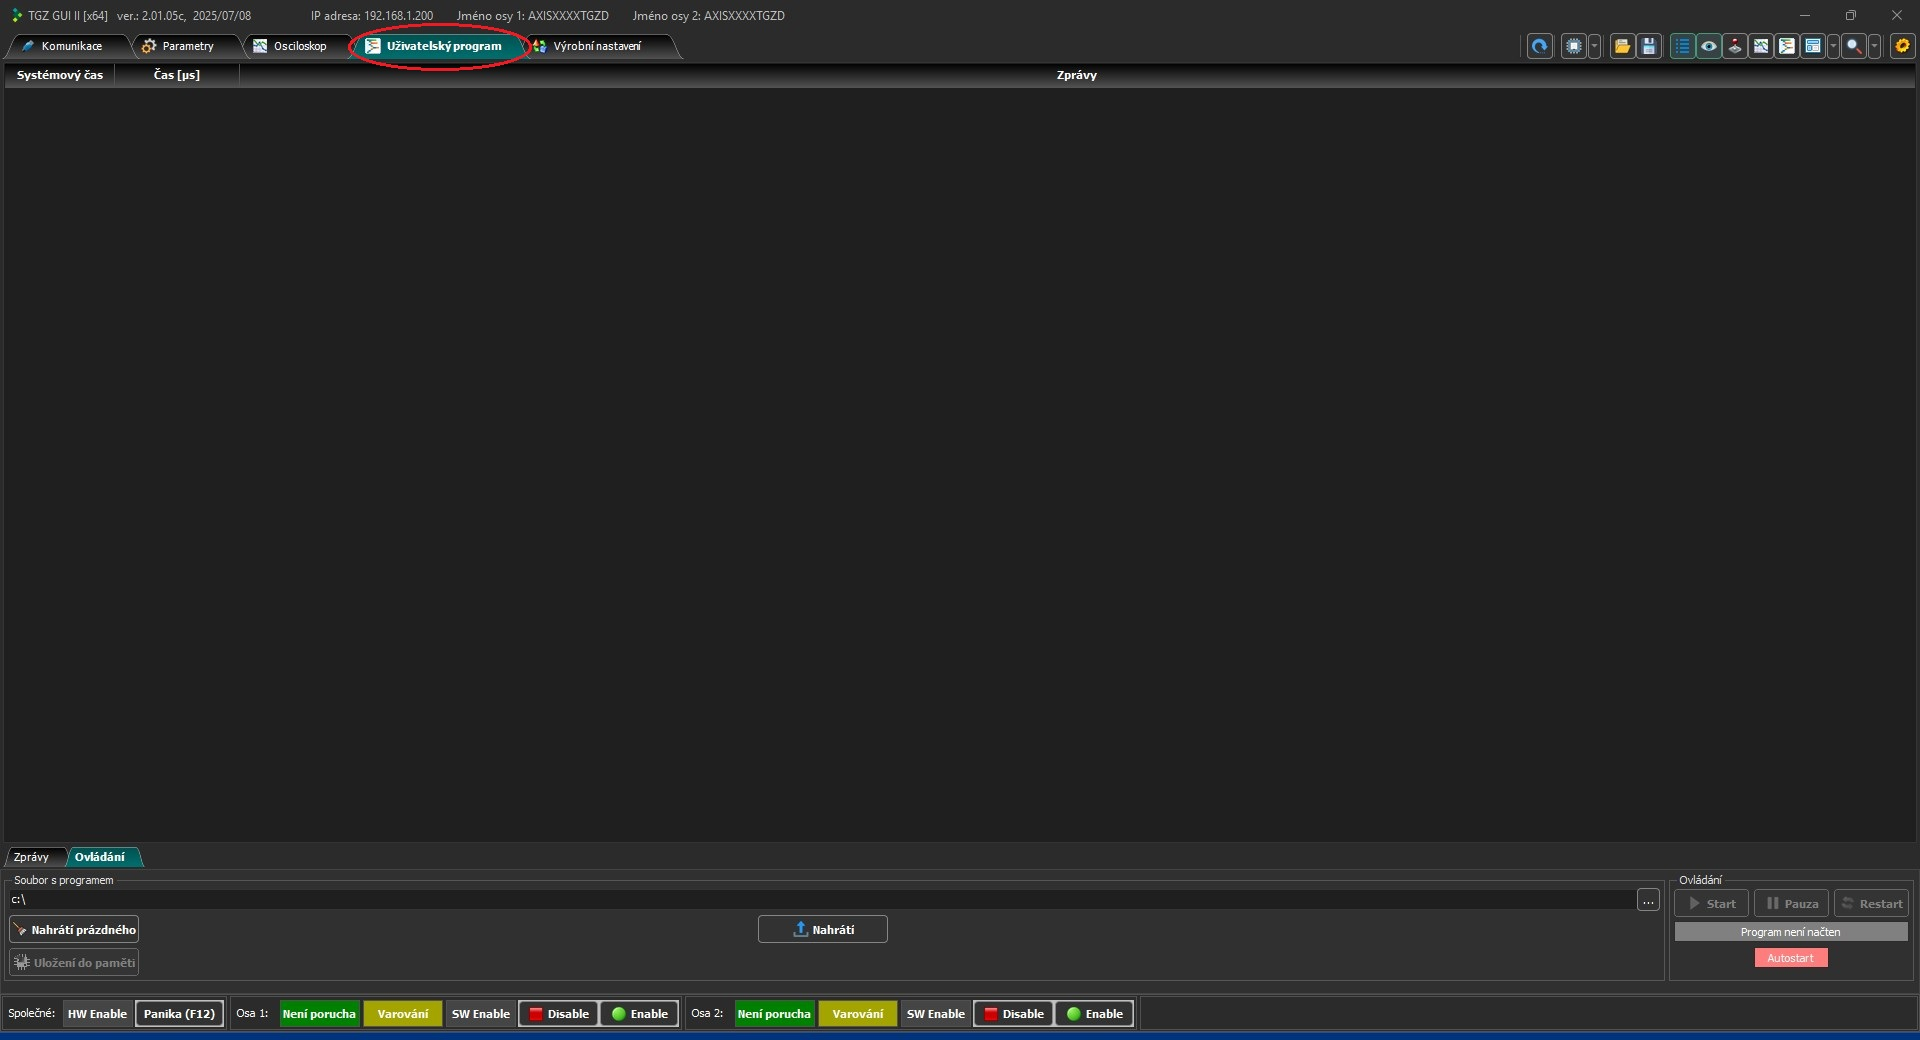 TGZ GUI II [x64] ver.: 2.01.05c, 2025/07/08 IP adresa: 192.168.1.200 Jméno osy 1: AXISXXXXTGZD Jméno osy 2: AXISXXXXTGZD
Komunikace Parametry Osciloskop Uživatelský program Výrobní nastavení
Systémový čas Čas [µs] Zprávy
Zprávy Ovládání
Soubor s programem Ovládání
c:\ ...
Start Pauza Restart
Nahrátí prázdného Nahrátí
Program není načten
Uložení do paměti
Autostart
Společné: HW Enable Panika (F12) Osa 1: Není porucha Varování SW Enable Disable Enable Osa 2: Není porucha Varování SW Enable Disable Enable